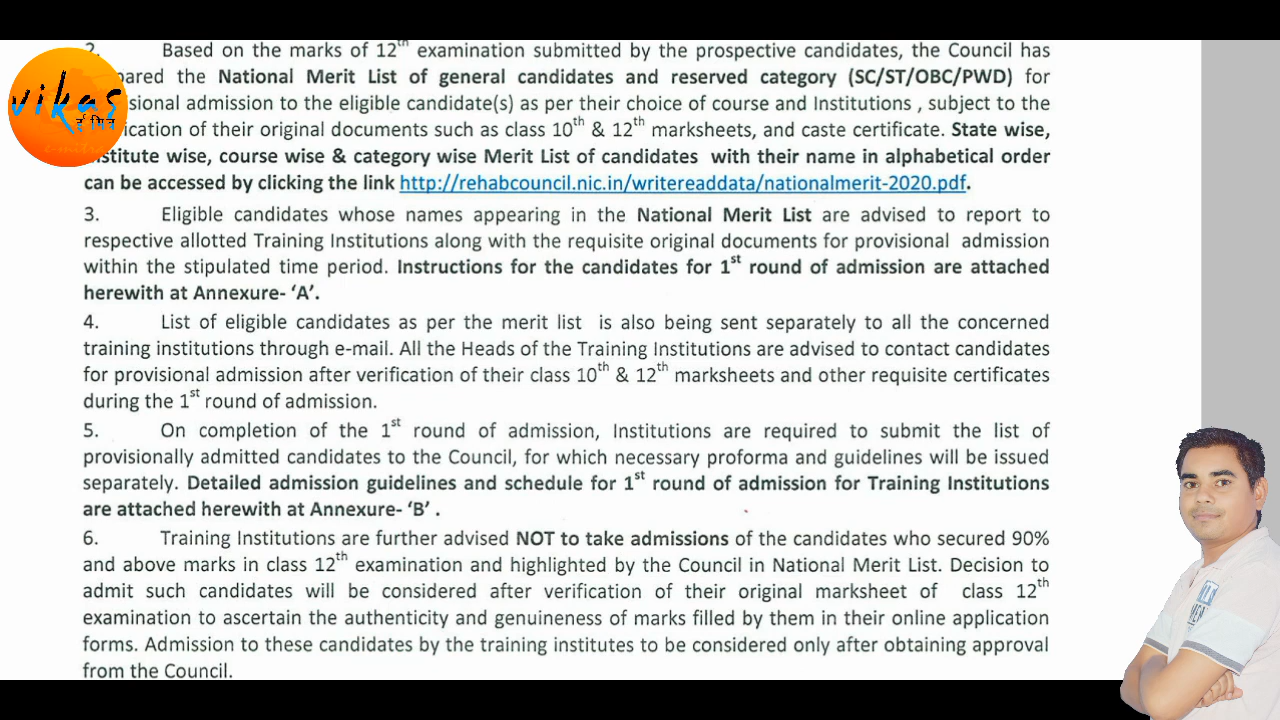 2. Based on the marks of 12th examination submitted by the prospective candidates, the Council has
pared the National Merit List of general candidates and reserved category (SC/ST/OBC/PWD) for
sional admission to the eligible candidate(s) as per their choice of course and Institutions , subject to the
ication of their original documents such as class 10th & 12th marksheets, and caste certificate. State wise,
stitute wise, course wise & category wise Merit List of candidates with their name in alphabetical order
can be accessed by clicking the link http://rehabcouncil.nic.in/writereaddata/nationalmerit-2020.pdf.
3. Eligible candidates whose names appearing in the National Merit List are advised to report to
respective allotted Training Institutions along with the requisite original documents for provisional admission
within the stipulated time period. Instructions for the candidates for 1st round of admission are attached
herewith at Annexure- ‘A’.
4. List of eligible candidates as per the merit list is also being sent separately to all the concerned
training institutions through e-mail. All the Heads of the Training Institutions are advised to contact candidates
for provisional admission after verification of their class 10th & 12th marksheets and other requisite certificates
during the 1st round of admission.
5. On completion of the 1st round of admission, Institutions are required to submit the list of
provisionally admitted candidates to the Council, for which necessary proforma and guidelines will be issued
separately. Detailed admission guidelines and schedule for 1st round of admission for Training Institutions
are attached herewith at Annexure- ‘B’ .
6. Training Institutions are further advised NOT to take admissions of the candidates who secured 90%
and above marks in class 12th examination and highlighted by the Council in National Merit List. Decision to
admit such candidates will be considered after verification of their original marksheet of class 12th
examination to ascertain the authenticity and genuineness of marks filled by them in their online application
forms. Admission to these candidates by the training institutes to be considered only after obtaining approval
from the Council.
vikas
ई मित्र
e-mitra